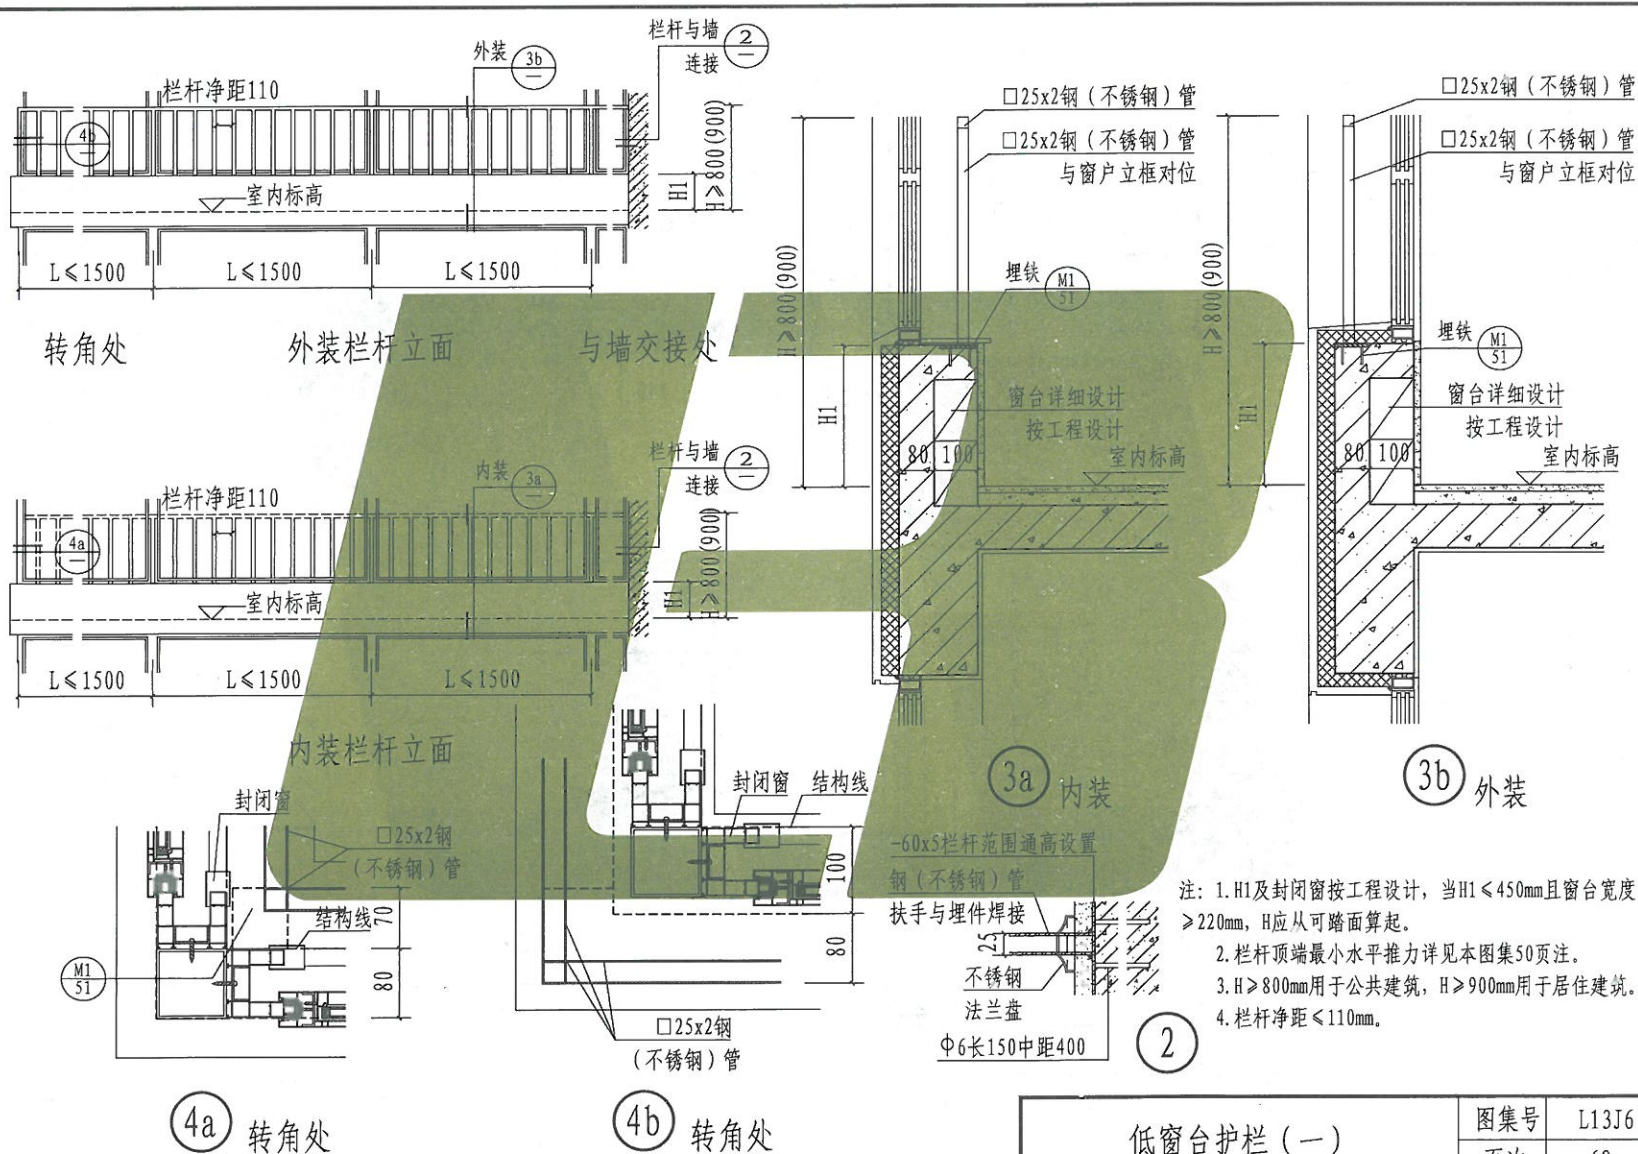 栏杆净距110
外装 3b
栏杆与墙 2
连接
4b
室内标高
H1
H≥800(900)
L≤1500
L≤1500
L≤1500
转角处
外装栏杆立面
与墙交接处
栏杆净距110
内装 3a
栏杆与墙 2
连接
4a
室内标高
H1
H≥800(900)
L≤1500
L≤1500
L≤1500
内装栏杆立面
□25x2钢（不锈钢）管
□25x2钢（不锈钢）管
与窗户立框对位
H≥800(900)
埋铁 M1
51
H1
窗台详细设计
按工程设计
80 100
室内标高
3a 内装
□25x2钢（不锈钢）管
□25x2钢（不锈钢）管
与窗户立框对位
H≥800(900)
埋铁 M1
51
H1
窗台详细设计
按工程设计
80 100
室内标高
3b 外装
封闭窗
□25x2钢
（不锈钢）管
结构线
70
80
M1
51
4a 转角处
封闭窗
结构线
100
80
□25x2钢
（不锈钢）管
4b 转角处
-60x5栏杆范围通高设置
钢（不锈钢）管
扶手与埋件焊接
25
不锈钢
法兰盘
Φ6长150中距400
2
注：1.H1及封闭窗按工程设计，当H1≤450mm且窗台宽度
≥220mm，H应从可踏面算起。
2.栏杆顶端最小水平推力详见本图集50页注。
3.H≥800mm用于公共建筑，H≥900mm用于居住建筑。
4.栏杆净距≤110mm。
低窗台护栏（一）
图集号 L13J6